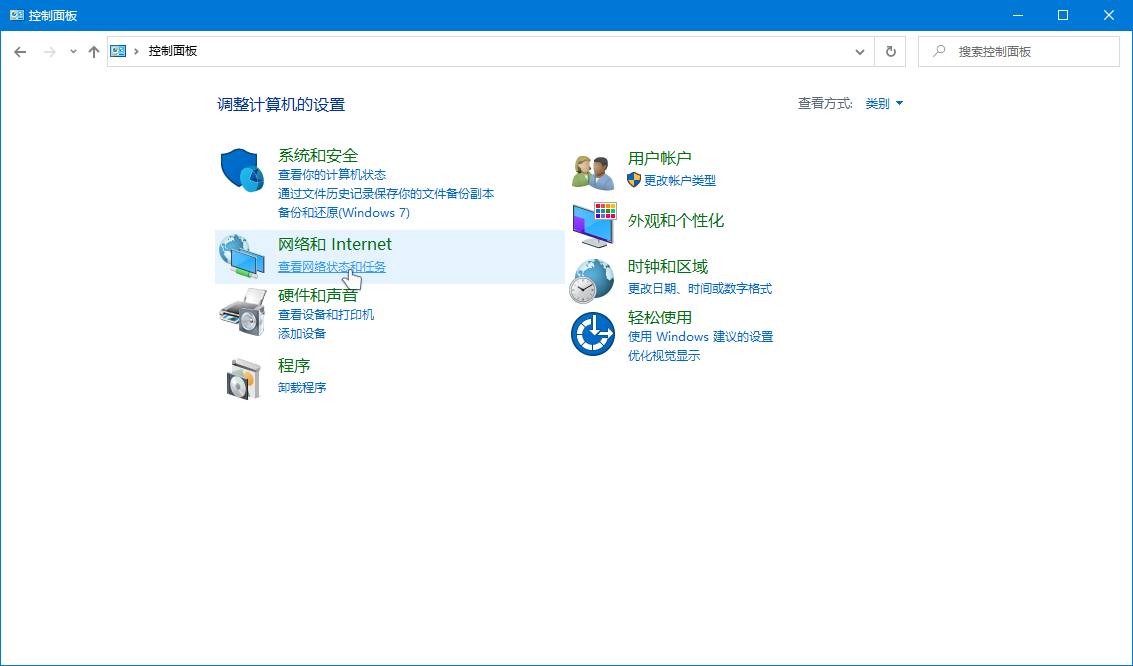 控制面板
控制面板
搜索控制面板
调整计算机的设置
查看方式: 类别
系统和安全
查看你的计算机状态
通过文件历史记录保存你的文件备份副本
备份和还原(Windows 7)
网络和 Internet
查看网络状态和任务
硬件和声音
查看设备和打印机
添加设备
程序
卸载程序
用户帐户
更改帐户类型
外观和个性化
时钟和区域
更改日期、时间或数字格式
轻松使用
使用 Windows 建议的设置
优化视觉显示